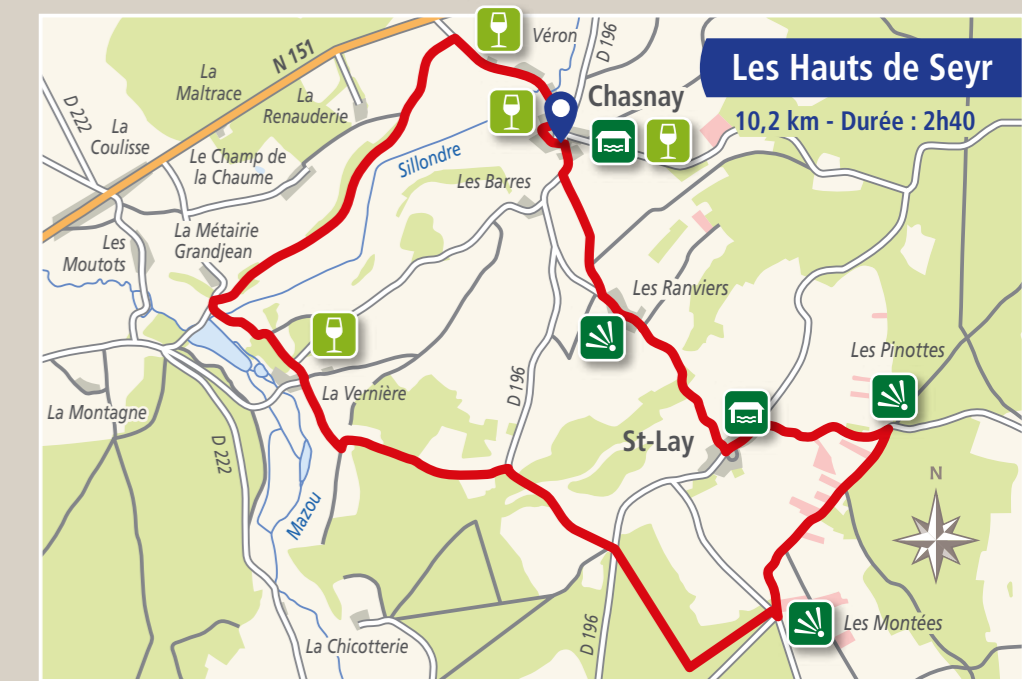 Les Hauts de Seyr
10,2 km - Durée : 2h40
Véron
D 196
N 151
Chasnay
La
Maltrace
La
Renauderie
D 222
La
Coulisse
Le Champ de
la Chaume
Sillondre
Les Barres
La Métairie
Grandjean
Les
Moutots
Les Ranviers
Les Pinottes
La Vernière
D 196
La Montagne
St-Lay
D 222
N
Mazou
D 196
Les Montées
La Chicotterie